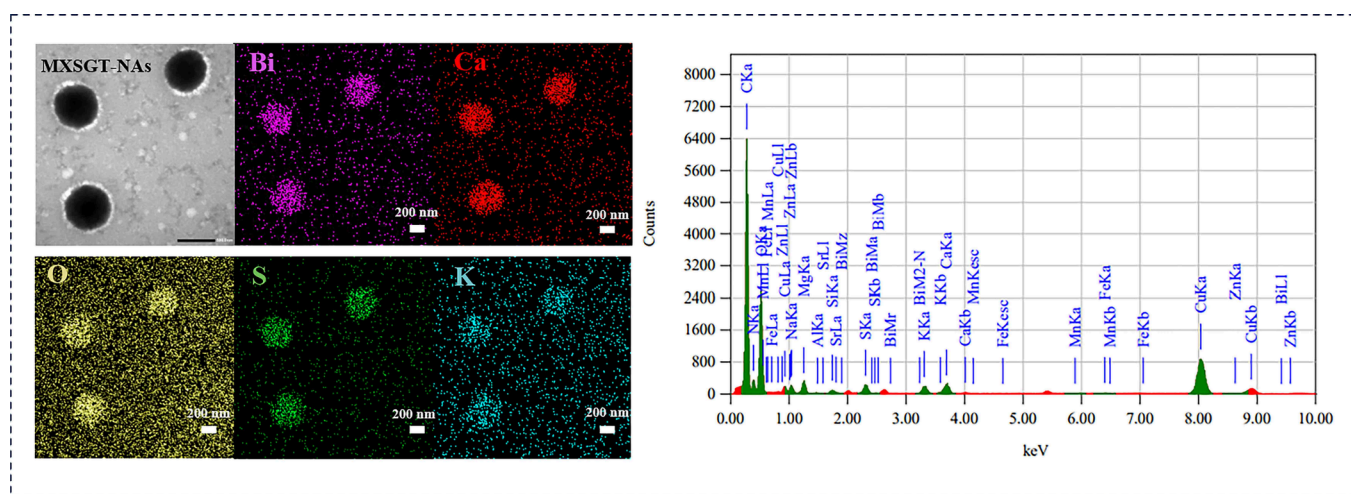 MXSGT-NAs
Bi
200 nm
Ca
200 nm
O
200 nm
S
200 nm
K
200 nm
Counts
8000
7200
6400
5600
4800
4000
3200
2400
1600
800
0
CKa
NKa
MnLl
OKa
FeLl
FeLa
MnLa
CuLa
ZnLl
CuLl
NaKa
ZnLa
ZnLb
MgKa
AlKa
SrLl
SrLa
SiKa
BiMz
SKa
SKb
BiMa
BiMb
BiMr
BiM2-N
KKa
KKb
CaKa
CaKb
MnKesc
FeKesc
MnKa
MnKb
FeKa
FeKb
CuKa
ZnKa
CuKb
BiLl
ZnKb
0.00 1.00 2.00 3.00 4.00 5.00 6.00 7.00 8.00 9.00 10.00
keV